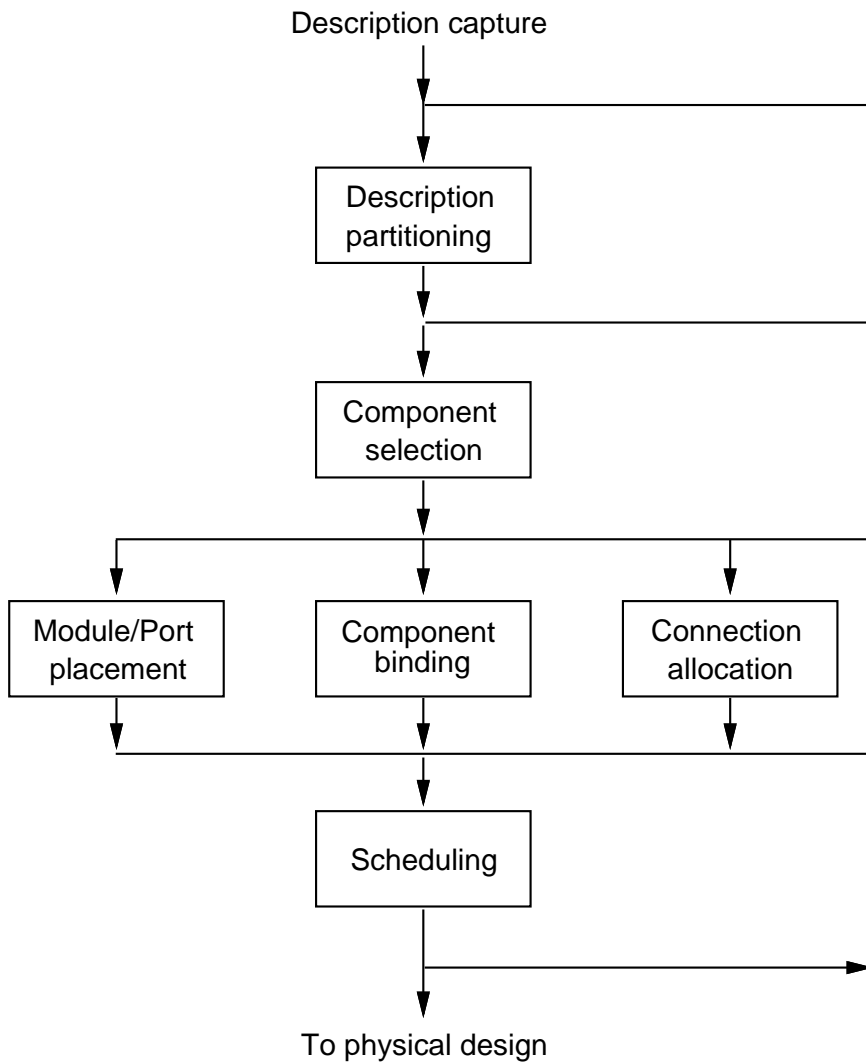 Description capture
Description
partitioning
Component
selection
Module/Port
placement
Component
binding
Connection
allocation
Scheduling
To physical design